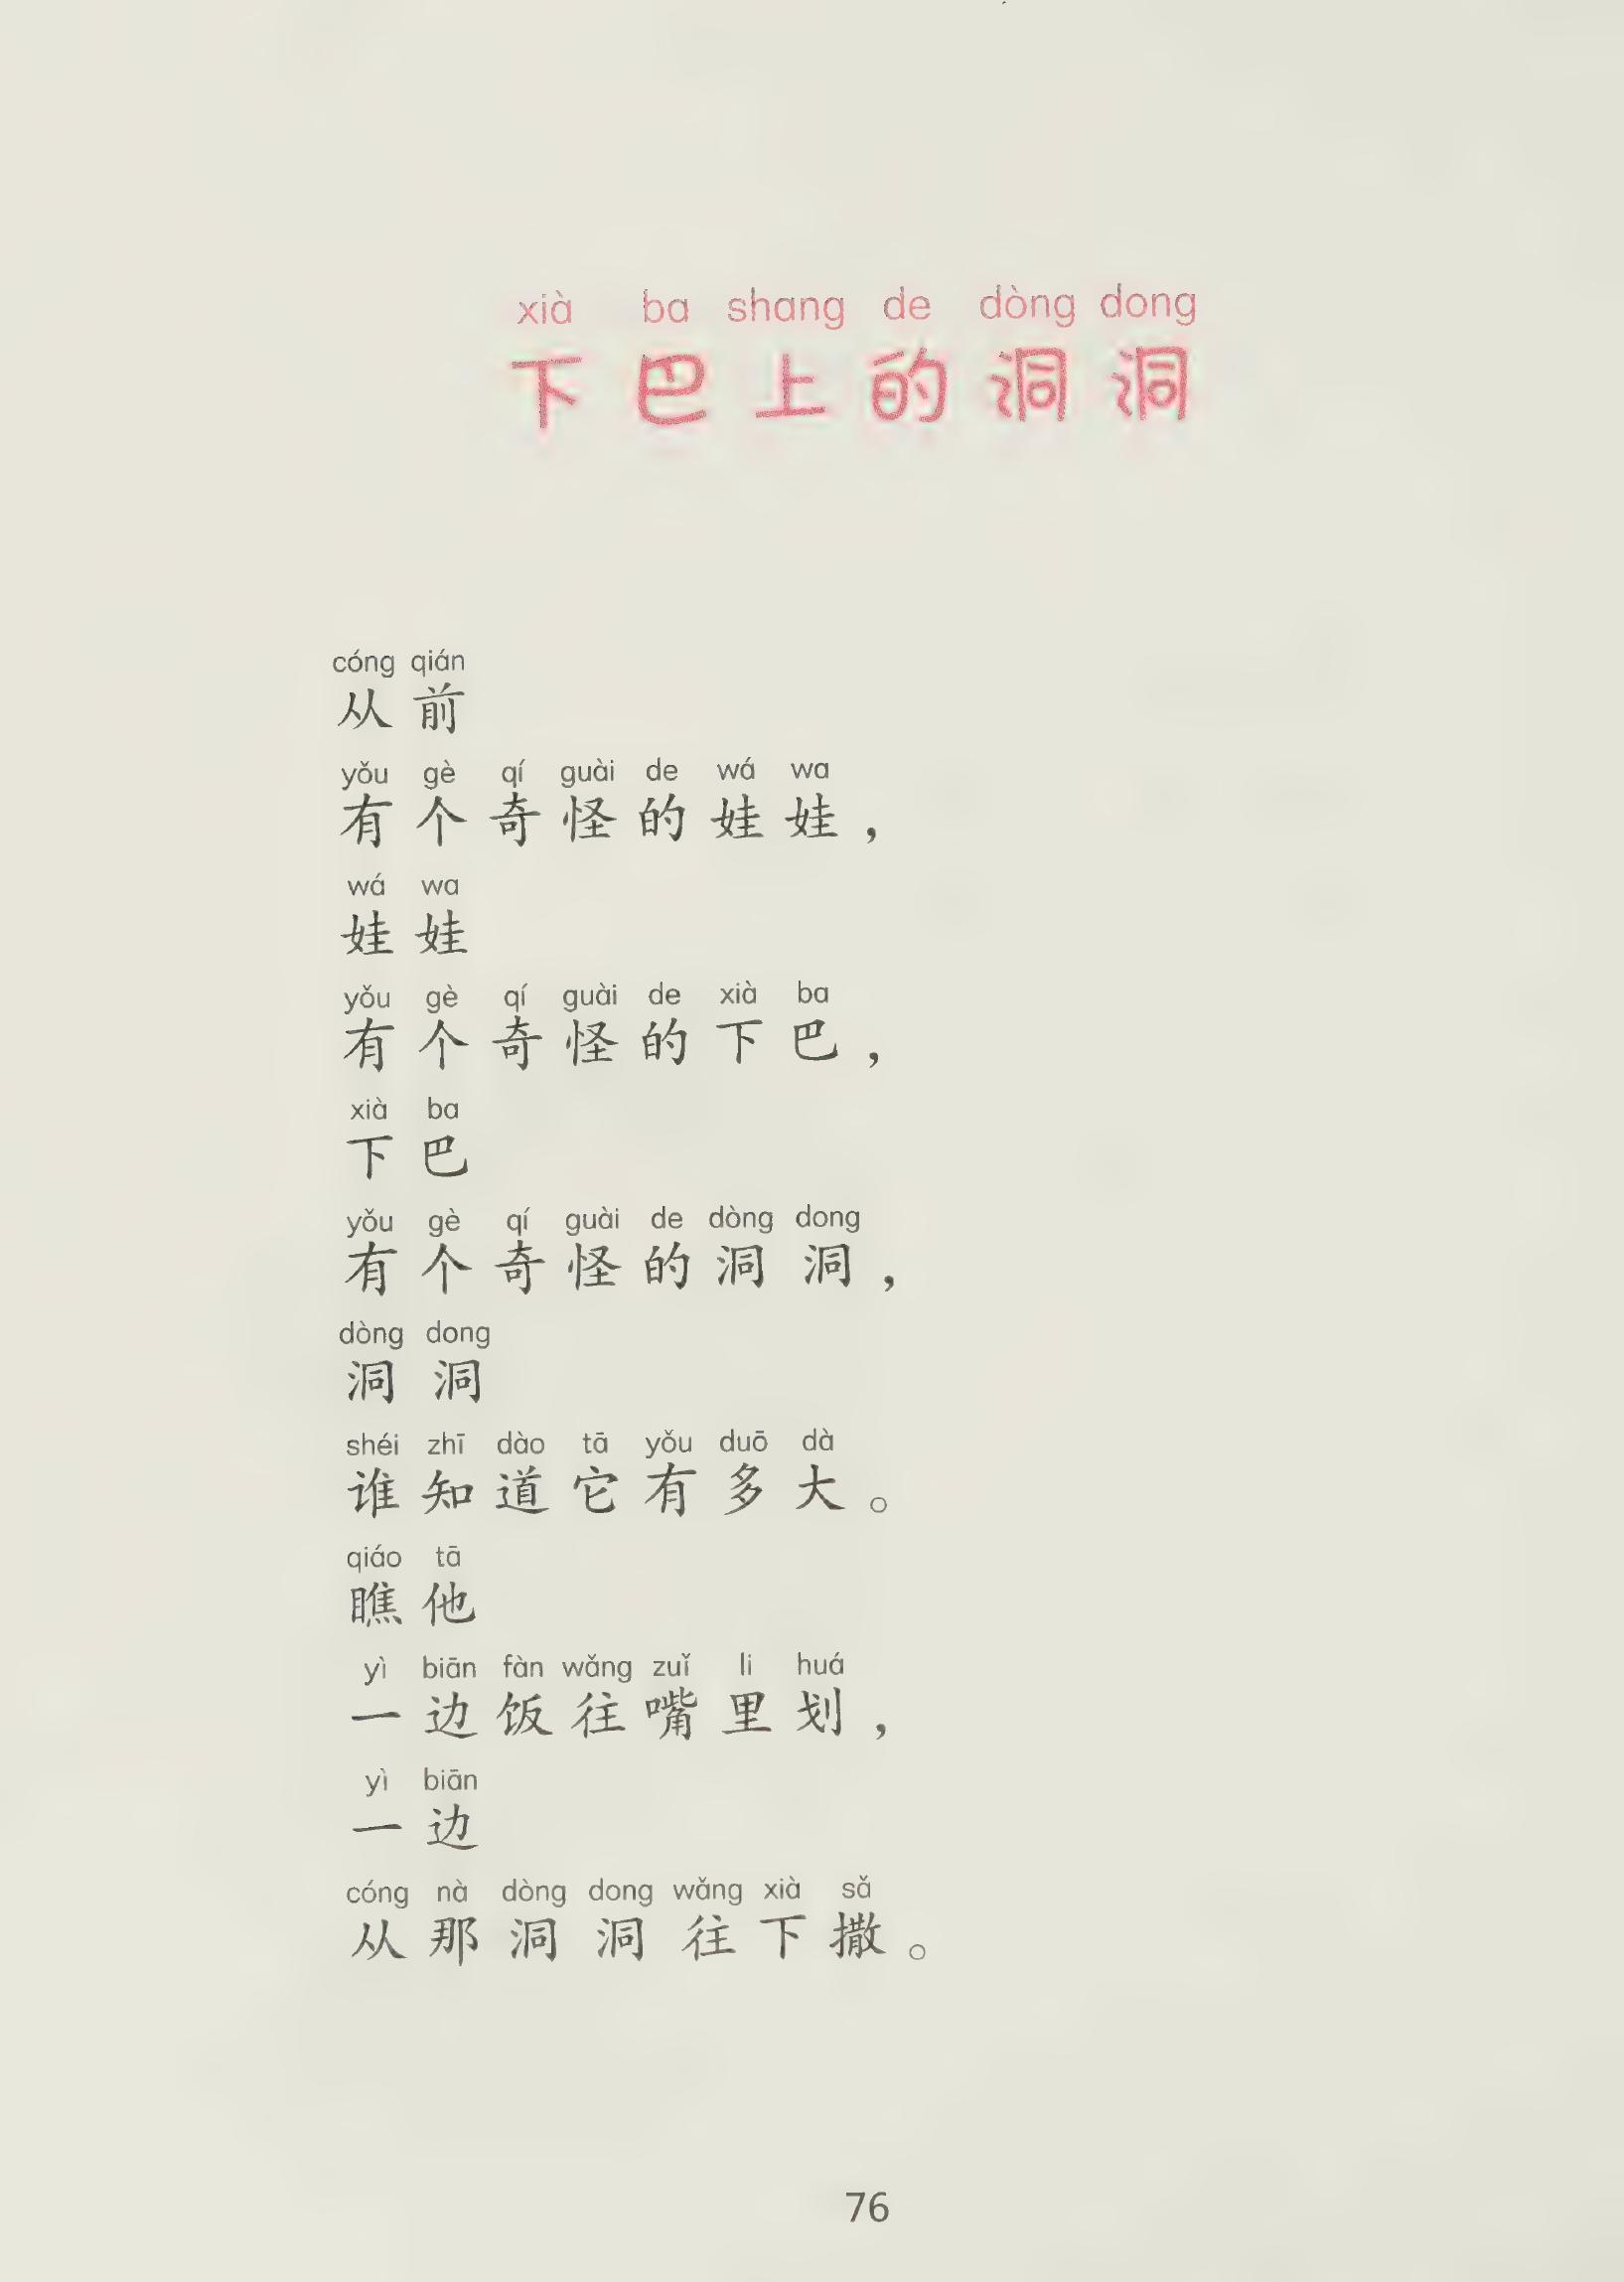 xià ba shang de dòng dong
下巴上的洞洞
cóng qián
从前
yǒu gè qí guài de wá wa
有个奇怪的娃娃，
wá wa
娃娃
yǒu gè qí guài de xià ba
有个奇怪的下巴，
xià ba
下巴
yǒu gè qí guài de dòng dong
有个奇怪的洞洞，
dòng dong
洞洞
shéi zhī dào tā yǒu duō dà
谁知道它有多大。
qiáo tā
瞧他
yì biān fàn wǎng zuǐ li huá
一边饭往嘴里划，
yì biān
一边
cóng nà dòng dong wǎng xià sǎ
从那洞洞往下撒。
76